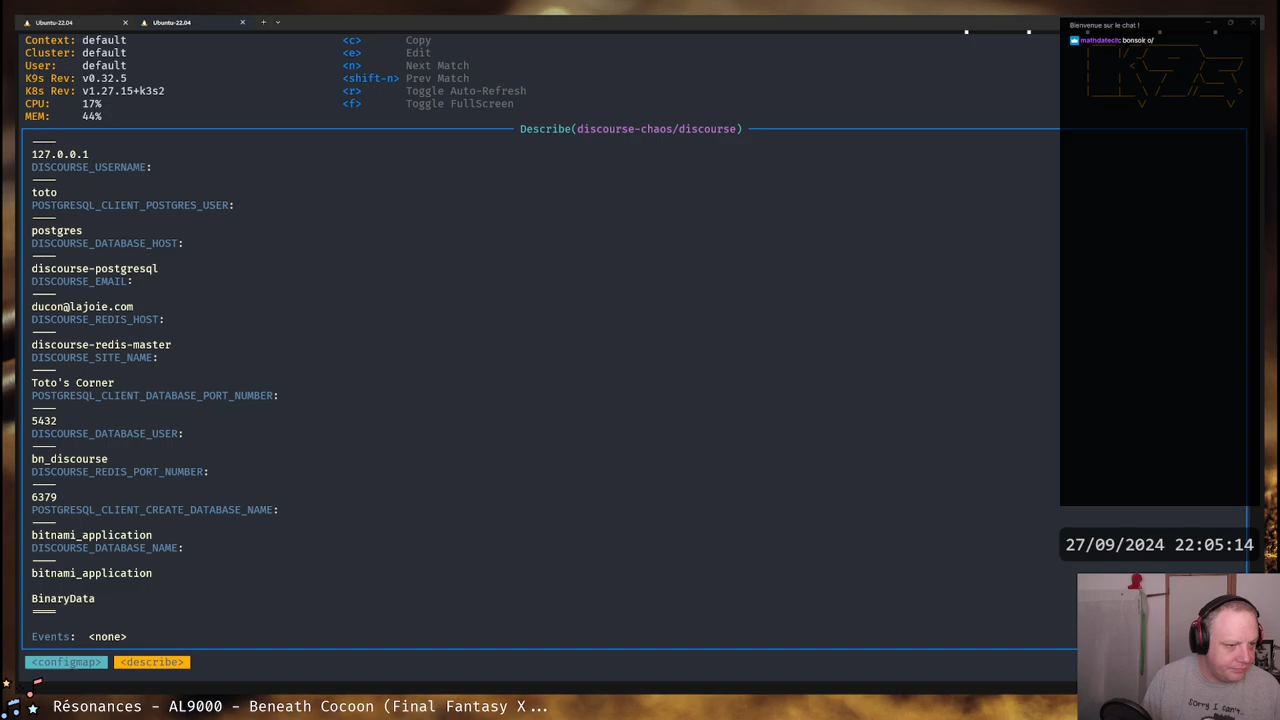 Ubuntu-22.04 × Ubuntu-22.04 × +
Bienvenue sur le chat !
mathdatech: bonsoir o/
Context: default <c> Copy
Cluster: default <e> Edit
User: default <n> Next Match
K9s Rev: v0.32.5 <shift-n> Prev Match
K8s Rev: v1.27.15+k3s2 <r> Toggle Auto-Refresh
CPU: 17% <f> Toggle FullScreen
MEM: 44%
Describe(discourse-chaos/discourse)
————
127.0.0.1
DISCOURSE_USERNAME:
————
toto
POSTGRESQL_CLIENT_POSTGRES_USER:
————
postgres
DISCOURSE_DATABASE_HOST:
————
discourse-postgresql
DISCOURSE_EMAIL:
————
ducon@lajoie.com
DISCOURSE_REDIS_HOST:
————
discourse-redis-master
DISCOURSE_SITE_NAME:
————
Toto's Corner
POSTGRESQL_CLIENT_DATABASE_PORT_NUMBER:
————
5432
DISCOURSE_DATABASE_USER:
————
bn_discourse
DISCOURSE_REDIS_PORT_NUMBER:
————
6379
POSTGRESQL_CLIENT_CREATE_DATABASE_NAME:
————
bitnami_application
DISCOURSE_DATABASE_NAME:
————
bitnami_application
BinaryData
====
Events: <none>
<configmap> <describe>
27/09/2024 22:05:14
Résonances - AL9000 - Beneath Cocoon (Final Fantasy X...